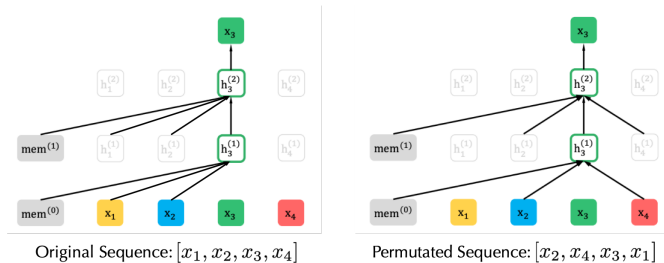 x₃ x₃
h₁⁽²⁾ h₂⁽²⁾ h₃⁽²⁾ h₄⁽²⁾ h₁⁽²⁾ h₂⁽²⁾ h₃⁽²⁾ h₄⁽²⁾
mem⁽¹⁾ h₁⁽¹⁾ h₂⁽¹⁾ h₃⁽¹⁾ h₄⁽¹⁾ mem⁽¹⁾ h₁⁽¹⁾ h₂⁽¹⁾ h₃⁽¹⁾ h₄⁽¹⁾
mem⁽⁰⁾ x₁ x₂ x₃ x₄ mem⁽⁰⁾ x₁ x₂ x₃ x₄
Original Sequence: [x₁, x₂, x₃, x₄] Permutated Sequence: [x₂, x₄, x₃, x₁]